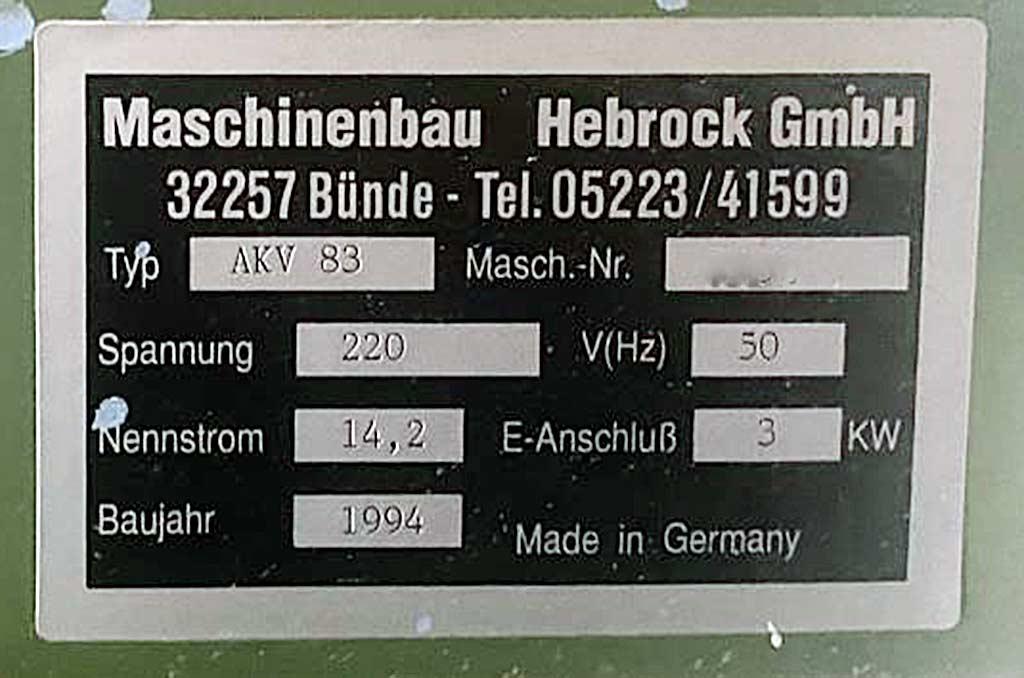 Maschinenbau Hebrock GmbH
32257 Bünde - Tel. 05223/41599
Typ AKV 83 Masch.-Nr.
Spannung 220 V(Hz) 50
Nennstrom 14,2 E-Anschluß 3 KW
Baujahr 1994 Made in Germany